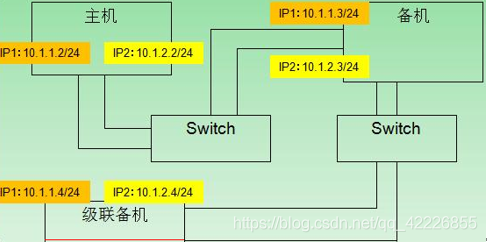 主机
IP1：10.1.1.3/24
备机
IP1：10.1.1.2/24
IP2：10.1.2.2/24
IP2：10.1.2.3/24
Switch
Switch
IP1：10.1.1.4/24
IP2：10.1.2.4/24
级联备机
https://blog.csdn.net/qq_42226855